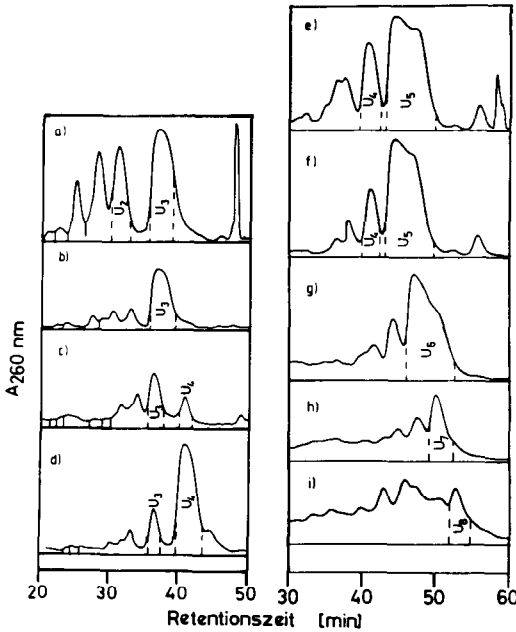 a)
U2
U3
b)
U3
c)
U3
U4
d)
U3
U4
20 30 40 50
e)
U4
U5
f)
U4
U5
g)
U6
h)
U7
i)
U8
30 40 50 60
A260 nm
Retentionszeit [min]